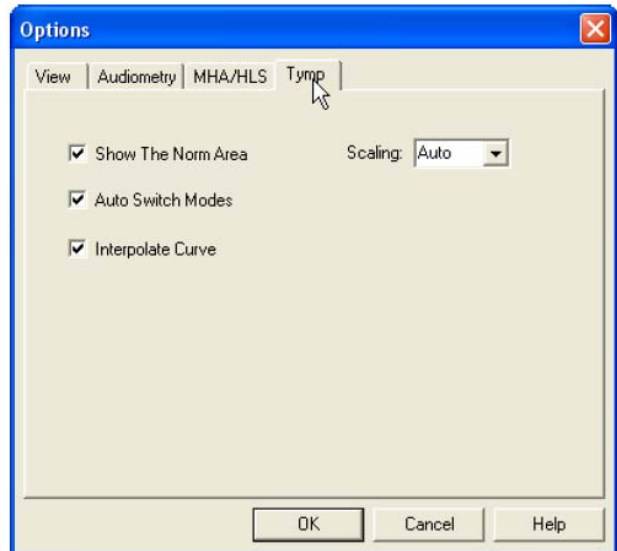 Options
View Audiometry MHA/HLS Tymp
Show The Norm Area Scaling: Auto
Auto Switch Modes
Interpolate Curve
OK Cancel Help